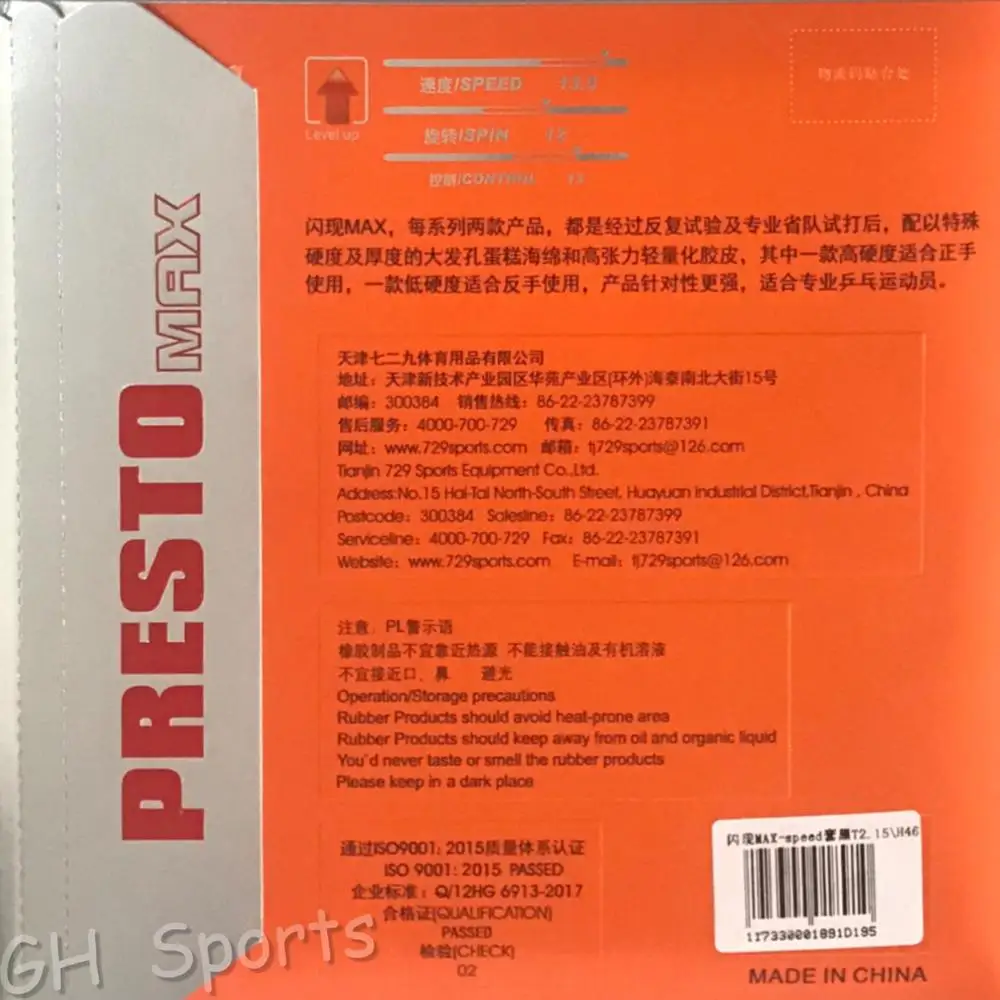 PRESTO MAX
Level up
速度/SPEED
旋转/SPIN
控制/CONTROL
物流码粘合处
闪现MAX，每系列两款产品，都是经过反复试验及专业省队试打后，配以特殊
硬度及厚度的大发孔蛋糕海绵和高张力轻量化胶皮，其中一款高硬度适合正手
使用，一款低硬度适合反手使用，产品针对性更强，适合专业乒乓运动员。
天津七二九体育用品有限公司
地址：天津新技术产业园区华苑产业区(环外)海泰南北大街15号
邮编：300384 销售热线：86-22-23787399
售后服务：4000-700-729 传真：86-22-23787391
网址：www.729sports.com 邮箱：tj729sports@126.com
Tianjin 729 Sports Equipment Co.,Ltd.
Address:No.15 Hai-Tai North-South Street, Huayuan Industrial District,Tianjin , China
Postcode：300384 Salesline：86-22-23787399
Serviceline：4000-700-729 Fax：86-22-23787391
Website：www.729sports.com E-mail：tj729sports@126.com
注意：PL警示语
橡胶制品不宜靠近热源 不能接触油及有机溶液
不宜接近口、鼻 避光
Operation/Storage precautions
Rubber Products should avoid heat-prone area
Rubber Products should keep away from oil and organic liquid
You'd never taste or smell the rubber products
Please keep in a dark place
通过ISO9001：2015质量体系认证
ISO 9001：2015 PASSED
企业标准：Q/12HG 6913-2017
合格证(QUALIFICATION)
PASSED
检验(CHECK)
02
闪现MAX-speed套黑T2.15\H46
1I7330001891D195
MADE IN CHINA
GH Sports